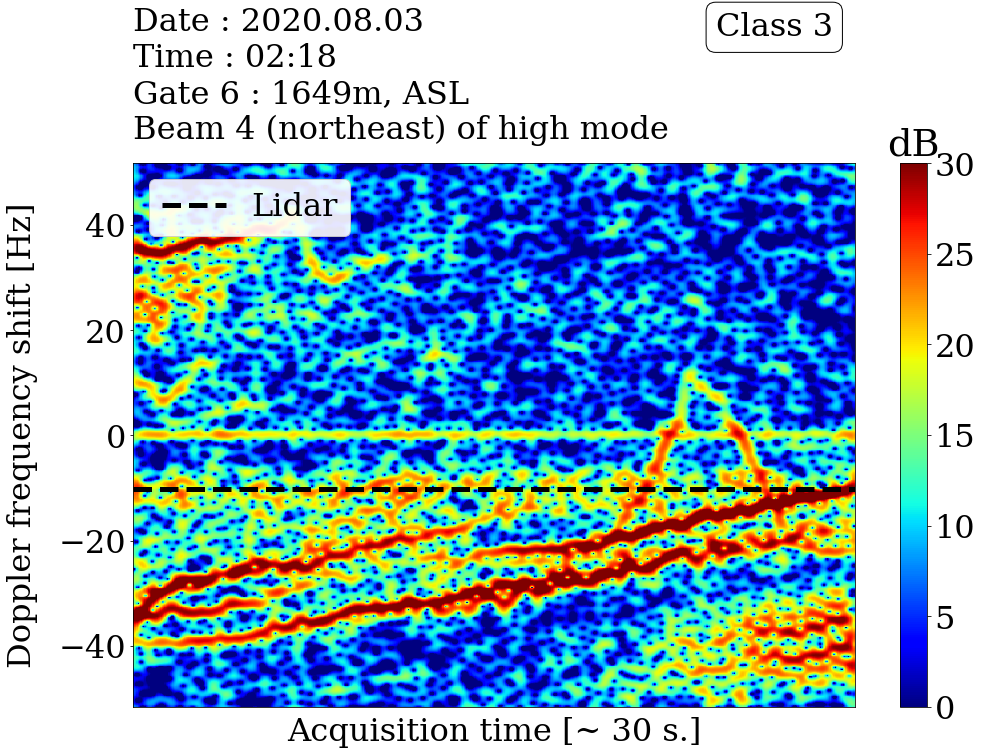 Date : 2020.08.03
Time : 02:18
Gate 6 : 1649m, ASL
Beam 4 (northeast) of high mode
Class 3
dB
Lidar
Doppler frequency shift [Hz]
40
20
0
−20
−40
30
25
20
15
10
5
0
Acquisition time [~ 30 s.]